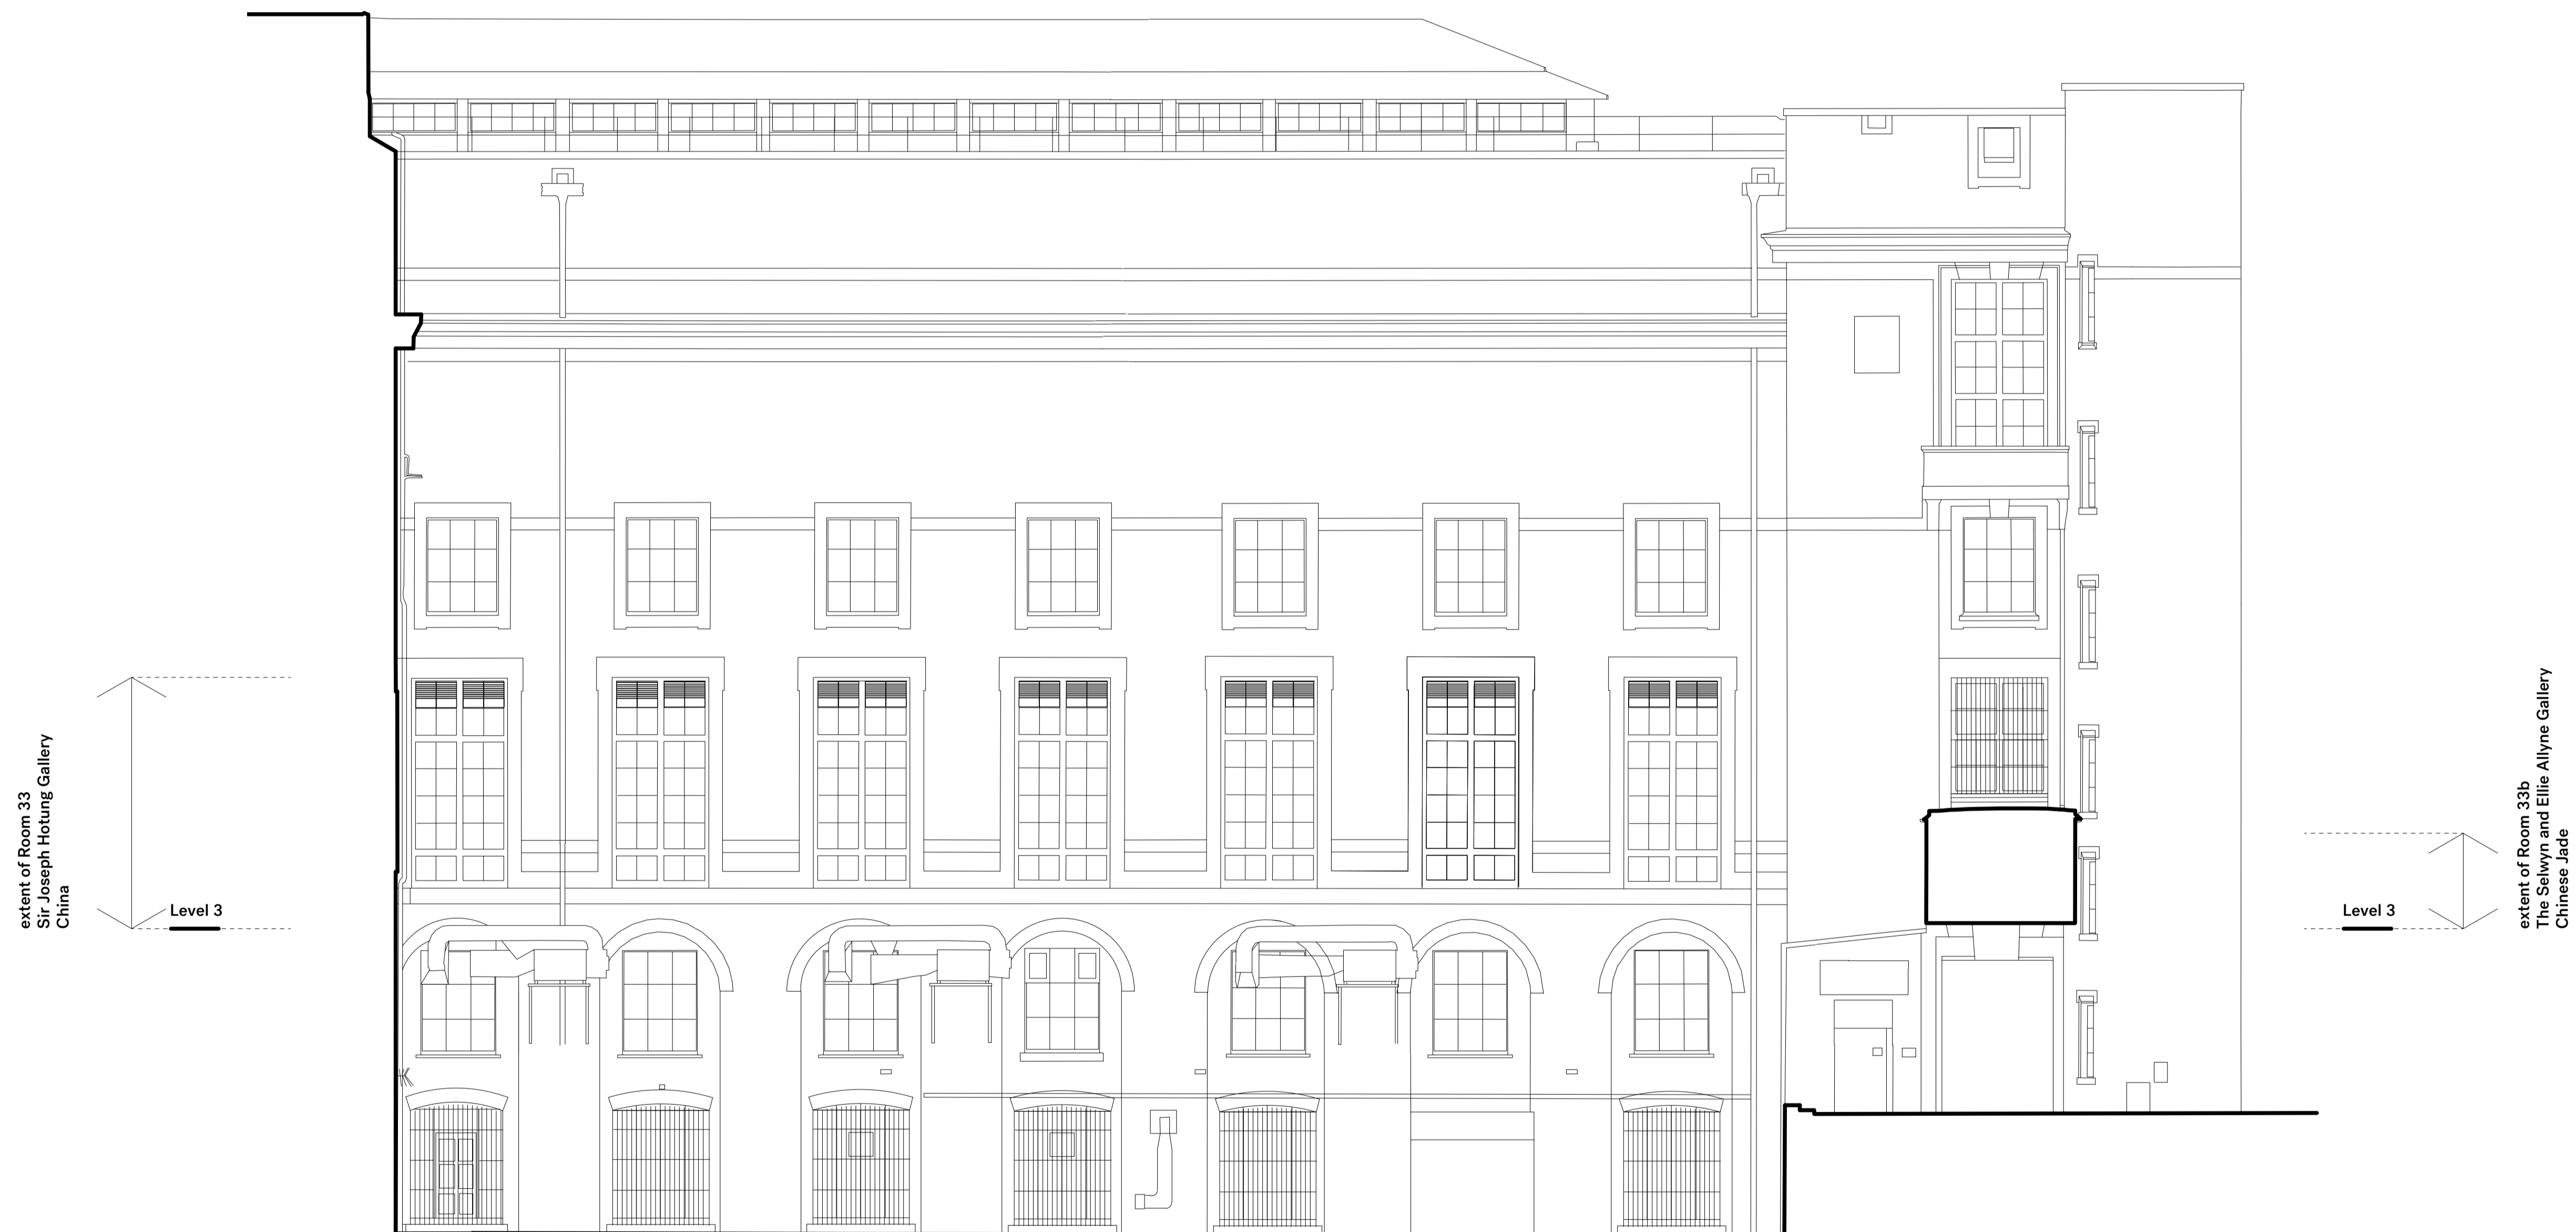 extent of Room 33
Sir Joseph Hotung Gallery
China
Level 3
Level 3
extent of Room 33b
The Selwyn and Ellie Allyne Gallery
Chinese Jade